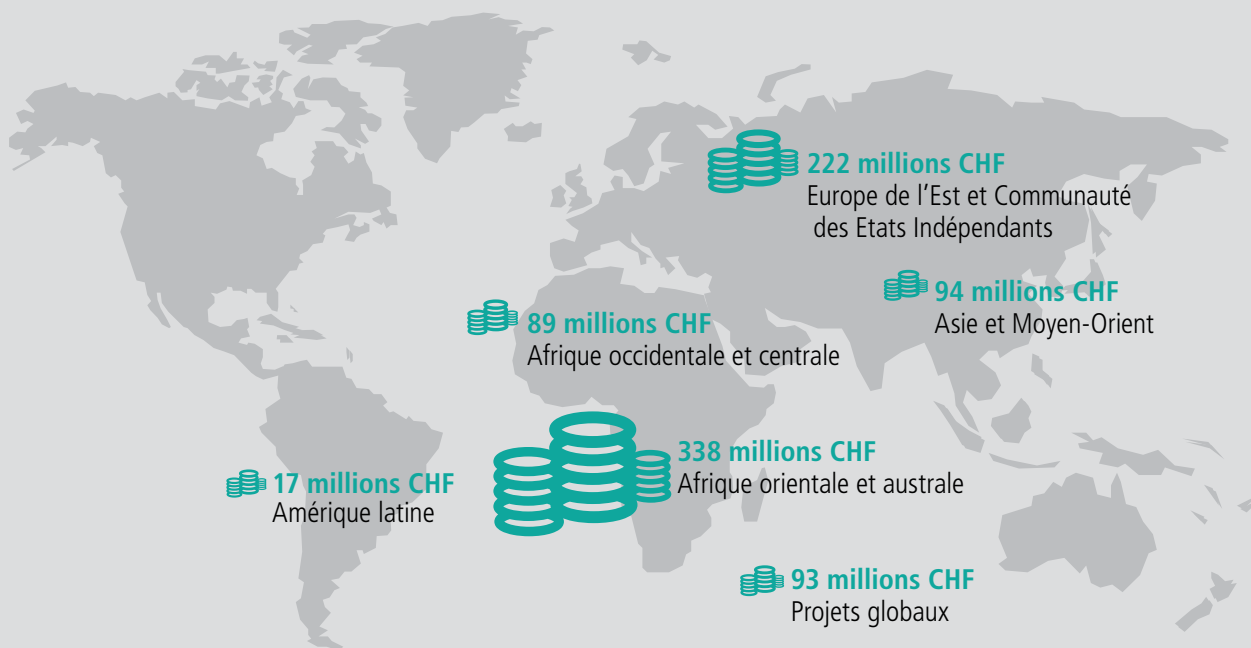 222 millions CHF
Europe de l’Est et Communauté
des Etats Indépendants
94 millions CHF
Asie et Moyen-Orient
89 millions CHF
Afrique occidentale et centrale
338 millions CHF
Afrique orientale et australe
17 millions CHF
Amérique latine
93 millions CHF
Projets globaux